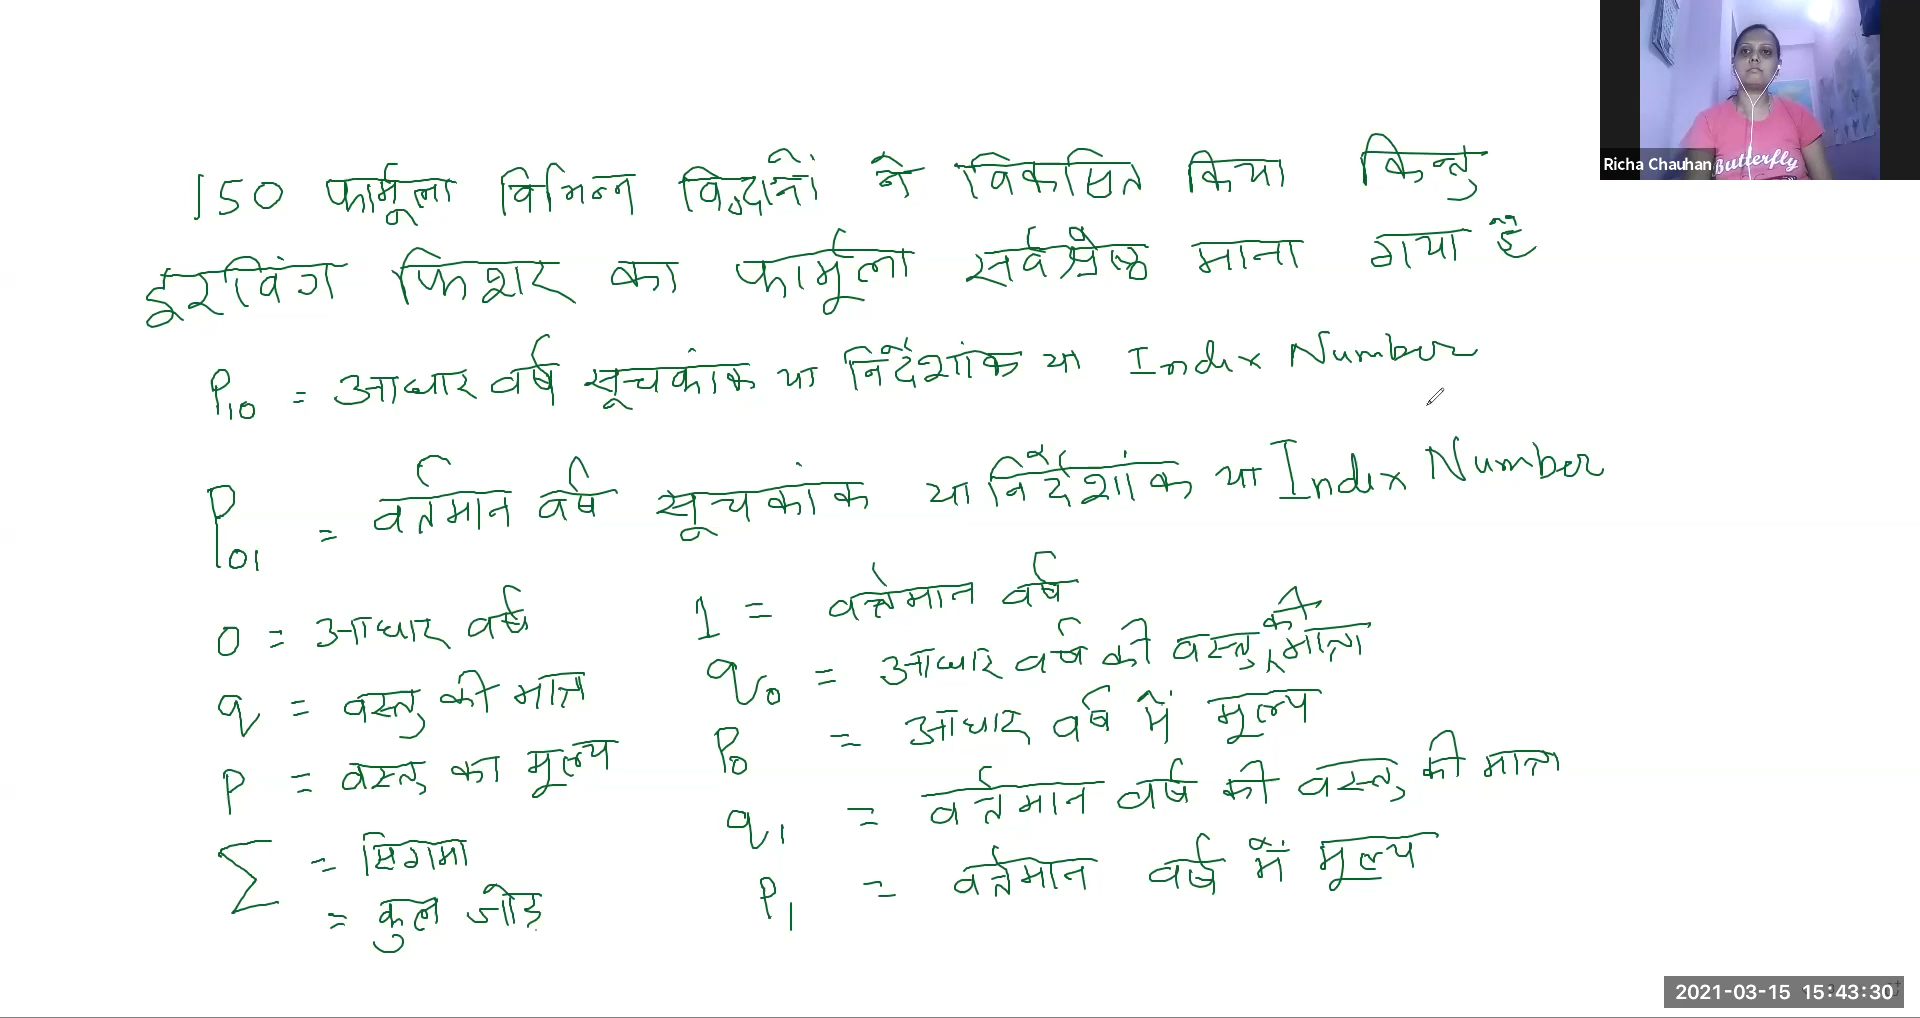 150 फार्मूला विभिन्न विद्वानों ने विकसित किया किन्तु
इरविंग फिशर का फार्मूला सर्वश्रेष्ठ माना गया है
P10 = आधार वर्ष सूचकांक या निर्देशांक या Index Number
P01 = वर्तमान वर्ष सूचकांक या निर्देशांक या Index Number
0 = आधार वर्ष 1 = वर्त्तमान वर्ष
q = वस्तु की मात्रा q0 = आधार वर्ष की वस्तु की मात्रा
P = वस्तु का मूल्य P0 = आधार वर्ष में मूल्य
∑ = सिगमा q1 = वर्तमान वर्ष की वस्तु की मात्रा
= कुल जोड़ P1 = वर्तमान वर्ष में मूल्य
Richa Chauhan
Butterfly
2021-03-15 15:43:30